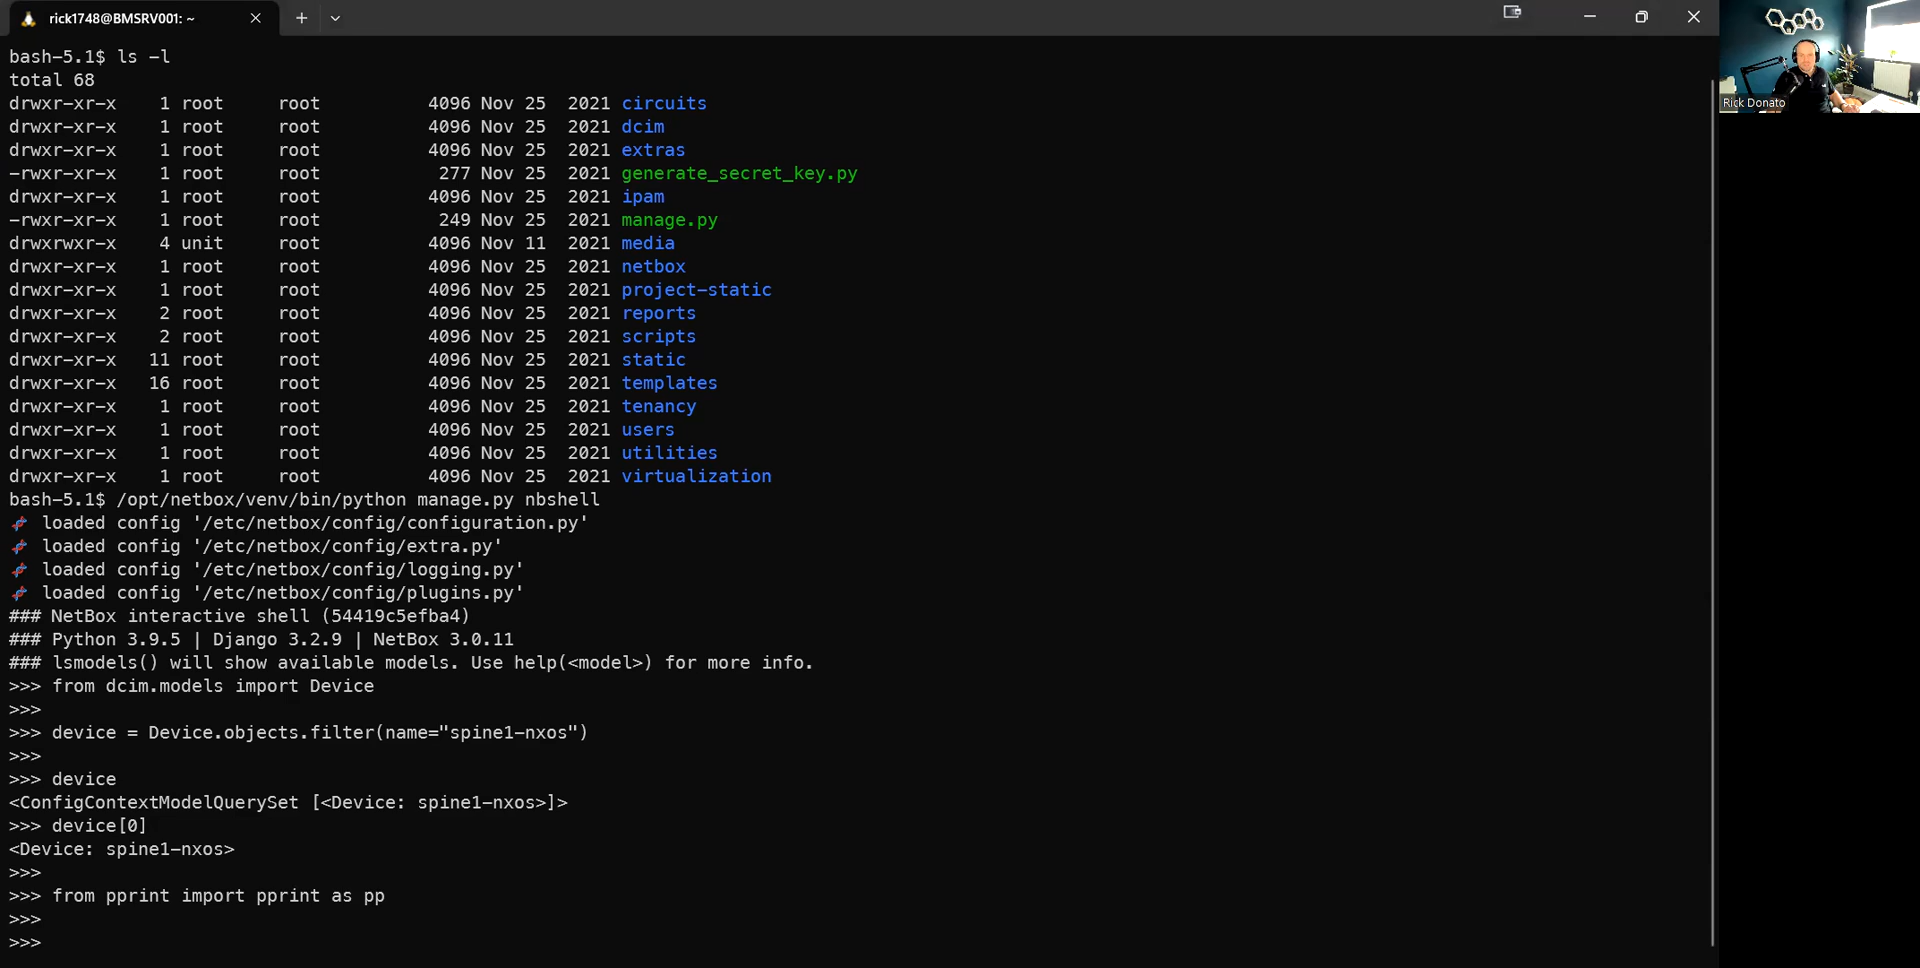 rick1748@BMSRV001: ~
bash-5.1$ ls -l
total 68
drwxr-xr-x 1 root root 4096 Nov 25 2021 circuits
drwxr-xr-x 1 root root 4096 Nov 25 2021 dcim
drwxr-xr-x 1 root root 4096 Nov 25 2021 extras
-rwxr-xr-x 1 root root 277 Nov 25 2021 generate_secret_key.py
drwxr-xr-x 1 root root 4096 Nov 25 2021 ipam
-rwxr-xr-x 1 root root 249 Nov 25 2021 manage.py
drwxrwxr-x 4 unit root 4096 Nov 11 2021 media
drwxr-xr-x 1 root root 4096 Nov 25 2021 netbox
drwxr-xr-x 1 root root 4096 Nov 25 2021 project-static
drwxr-xr-x 2 root root 4096 Nov 25 2021 reports
drwxr-xr-x 2 root root 4096 Nov 25 2021 scripts
drwxr-xr-x 11 root root 4096 Nov 25 2021 static
drwxr-xr-x 16 root root 4096 Nov 25 2021 templates
drwxr-xr-x 1 root root 4096 Nov 25 2021 tenancy
drwxr-xr-x 1 root root 4096 Nov 25 2021 users
drwxr-xr-x 1 root root 4096 Nov 25 2021 utilities
drwxr-xr-x 1 root root 4096 Nov 25 2021 virtualization
bash-5.1$ /opt/netbox/venv/bin/python manage.py nbshell
🧬 loaded config '/etc/netbox/config/configuration.py'
🧬 loaded config '/etc/netbox/config/extra.py'
🧬 loaded config '/etc/netbox/config/logging.py'
🧬 loaded config '/etc/netbox/config/plugins.py'
### NetBox interactive shell (54419c5efba4)
### Python 3.9.5 | Django 3.2.9 | NetBox 3.0.11
### lsmodels() will show available models. Use help(<model>) for more info.
>>> from dcim.models import Device
>>>
>>> device = Device.objects.filter(name="spine1-nxos")
>>>
>>> device
<ConfigContextModelQuerySet [<Device: spine1-nxos>]>
>>> device[0]
<Device: spine1-nxos>
>>>
>>> from pprint import pprint as pp
>>>
>>>
Rick Donato